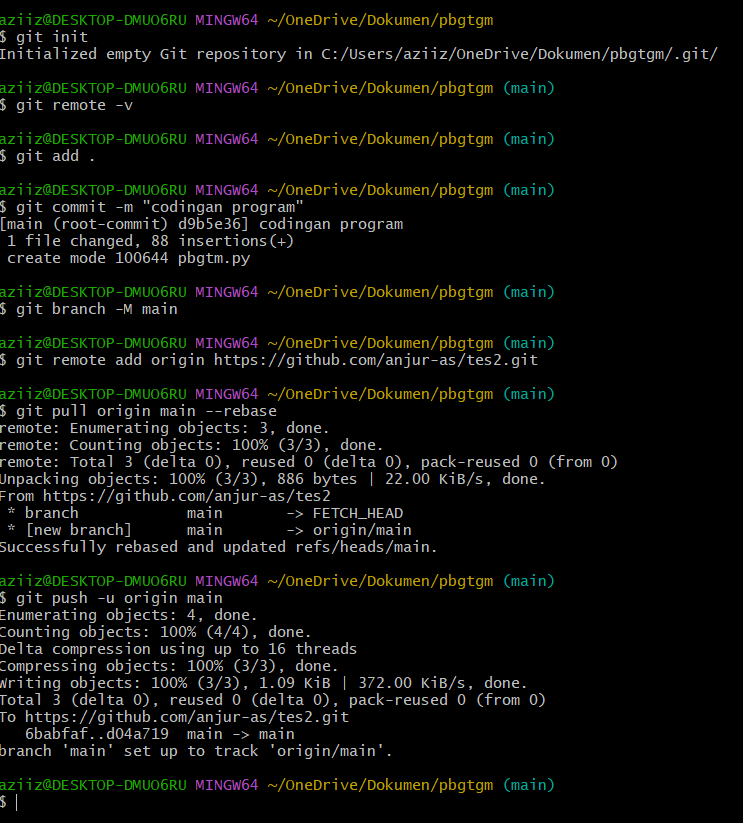 aziiz@DESKTOP-DMUO6RU MINGW64 ~/OneDrive/Dokumen/pbgtgm
$ git init
Initialized empty Git repository in C:/Users/aziiz/OneDrive/Dokumen/pbgtgm/.git/
aziiz@DESKTOP-DMUO6RU MINGW64 ~/OneDrive/Dokumen/pbgtgm (main)
$ git remote -v
aziiz@DESKTOP-DMUO6RU MINGW64 ~/OneDrive/Dokumen/pbgtgm (main)
$ git add .
aziiz@DESKTOP-DMUO6RU MINGW64 ~/OneDrive/Dokumen/pbgtgm (main)
$ git commit -m "codingan program"
[main (root-commit) d9b5e36] codingan program
 1 file changed, 88 insertions(+)
 create mode 100644 pbgtm.py
aziiz@DESKTOP-DMUO6RU MINGW64 ~/OneDrive/Dokumen/pbgtgm (main)
$ git branch -M main
aziiz@DESKTOP-DMUO6RU MINGW64 ~/OneDrive/Dokumen/pbgtgm (main)
$ git remote add origin https://github.com/anjur-as/tes2.git
aziiz@DESKTOP-DMUO6RU MINGW64 ~/OneDrive/Dokumen/pbgtgm (main)
$ git pull origin main --rebase
remote: Enumerating objects: 3, done.
remote: Counting objects: 100% (3/3), done.
remote: Total 3 (delta 0), reused 0 (delta 0), pack-reused 0 (from 0)
Unpacking objects: 100% (3/3), 886 bytes | 22.00 KiB/s, done.
From https://github.com/anjur-as/tes2
 * branch            main       -> FETCH_HEAD
 * [new branch]      main       -> origin/main
Successfully rebased and updated refs/heads/main.
aziiz@DESKTOP-DMUO6RU MINGW64 ~/OneDrive/Dokumen/pbgtgm (main)
$ git push -u origin main
Enumerating objects: 4, done.
Counting objects: 100% (4/4), done.
Delta compression using up to 16 threads
Compressing objects: 100% (3/3), done.
Writing objects: 100% (3/3), 1.09 KiB | 372.00 KiB/s, done.
Total 3 (delta 0), reused 0 (delta 0), pack-reused 0 (from 0)
To https://github.com/anjur-as/tes2.git
   6babfaf..d04a719  main -> main
branch 'main' set up to track 'origin/main'.
aziiz@DESKTOP-DMUO6RU MINGW64 ~/OneDrive/Dokumen/pbgtgm (main)
$